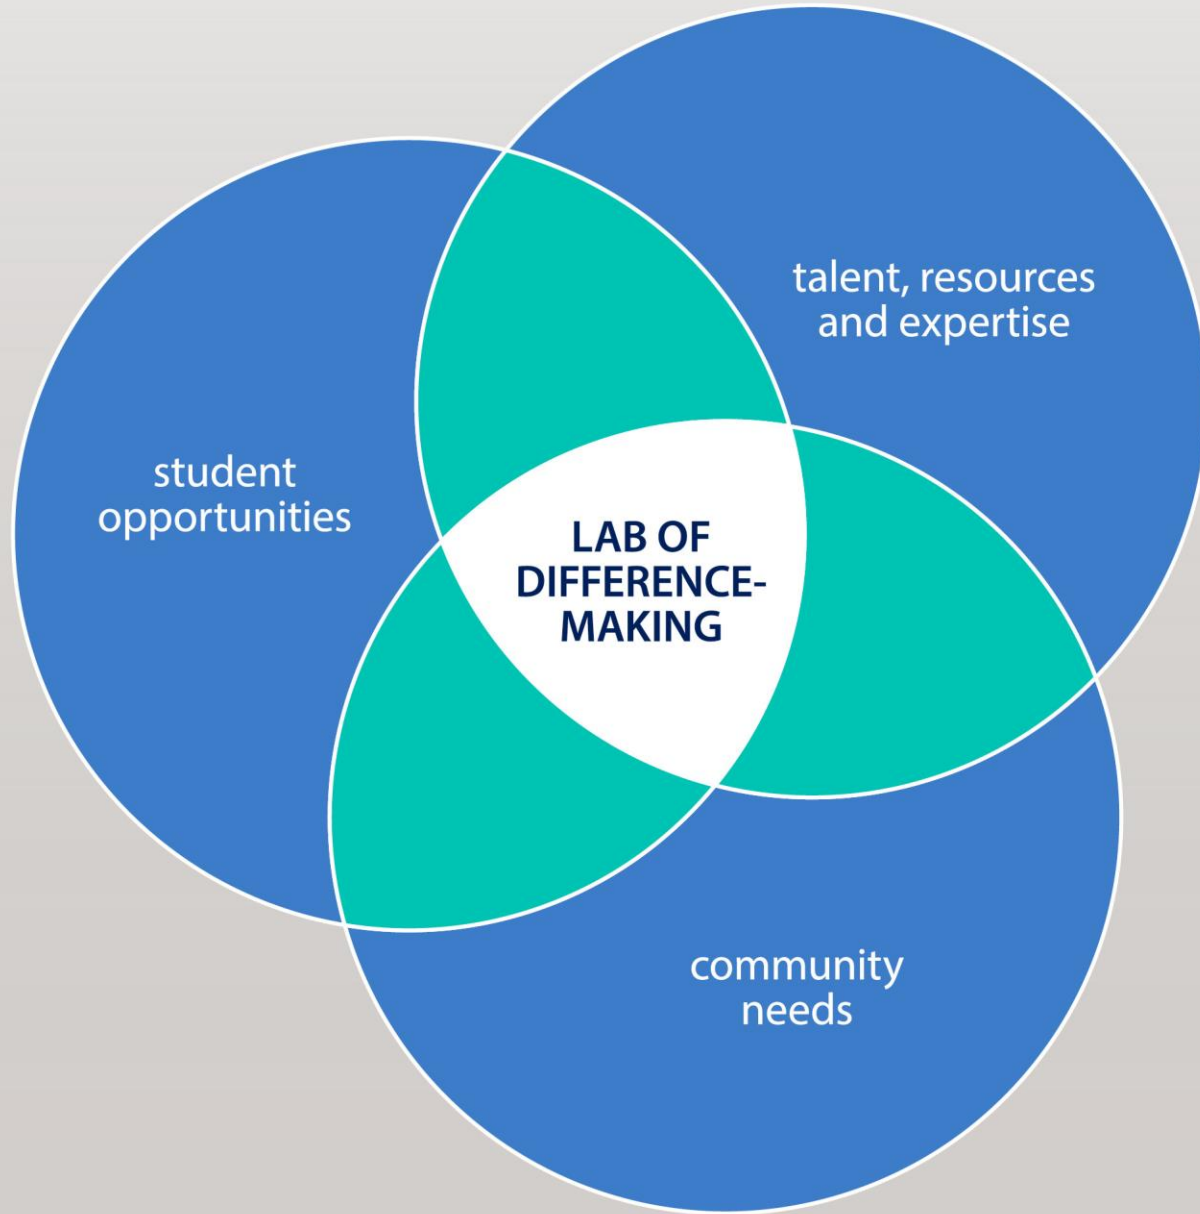 talent, resources
and expertise
student
opportunities
LAB OF
DIFFERENCE-
MAKING
community
needs